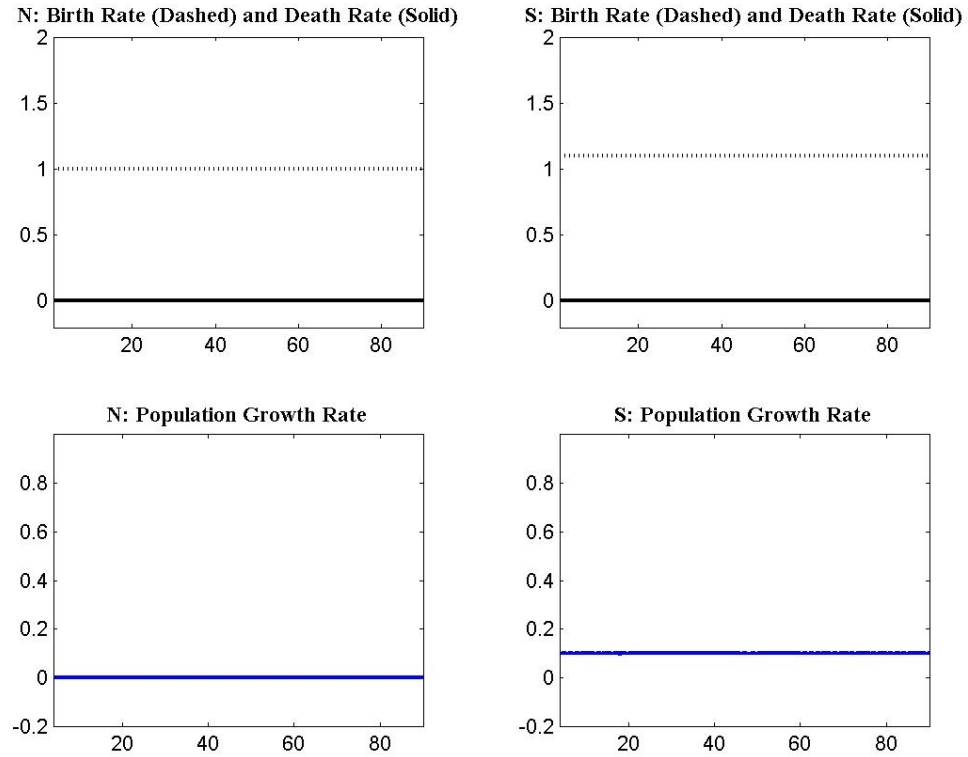 N: Birth Rate (Dashed) and Death Rate (Solid)
2
1.5
1
0.5
0
20 40 60 80
S: Birth Rate (Dashed) and Death Rate (Solid)
2
1.5
1
0.5
0
20 40 60 80
N: Population Growth Rate
0.8
0.6
0.4
0.2
0
-0.2
20 40 60 80
S: Population Growth Rate
0.8
0.6
0.4
0.2
0
-0.2
20 40 60 80